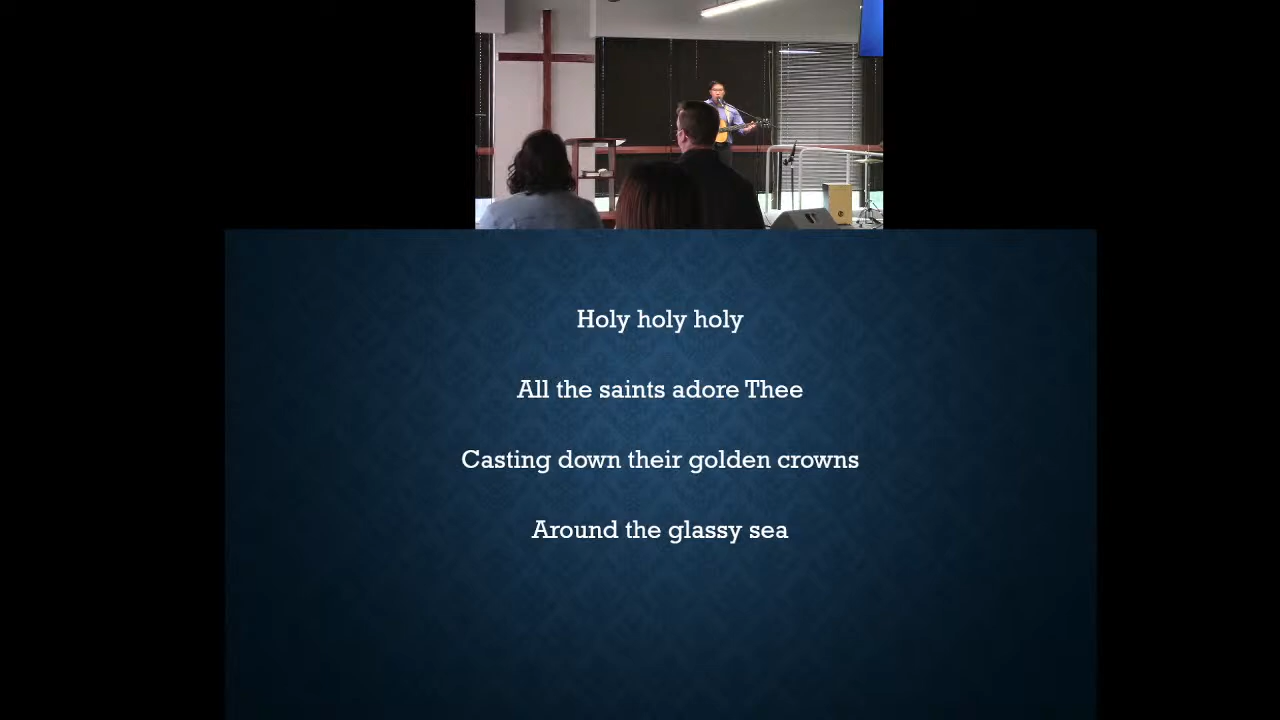 Holy holy holy
All the saints adore Thee
Casting down their golden crowns
Around the glassy sea